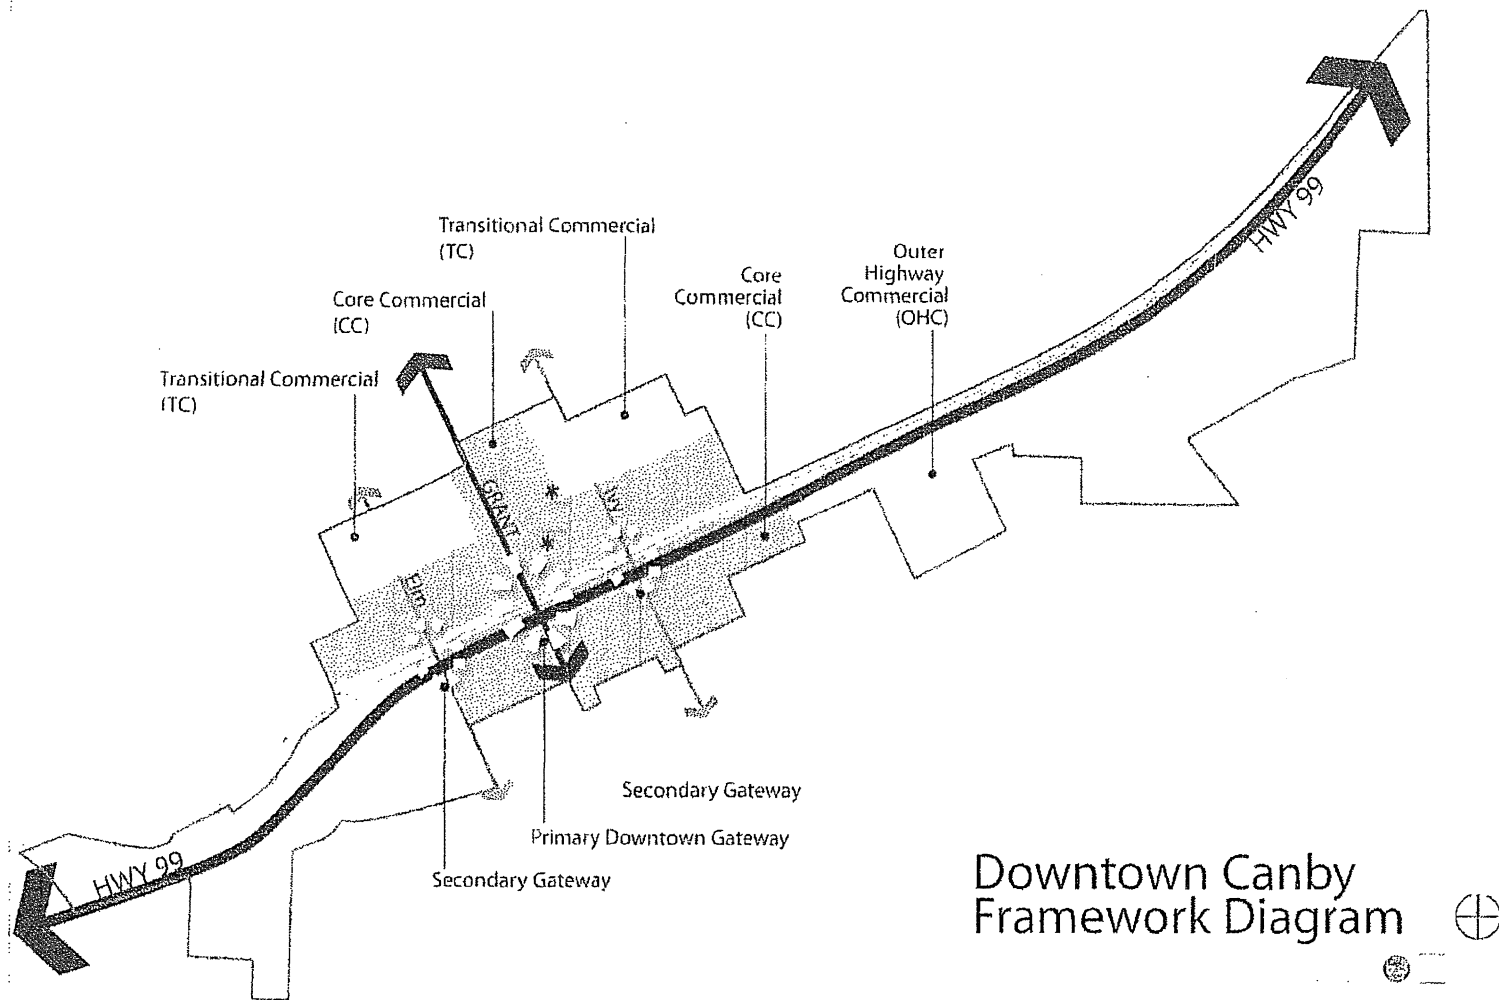 HWY 99
Transitional Commercial
(TC)
Outer
Highway
Commercial
(OHC)
Core
Commercial
(CC)
Core Commercial
(CC)
Transitional Commercial
(TC)
GRANT
*
Ivy
*
Elm
Secondary Gateway
Primary Downtown Gateway
Secondary Gateway
HWY 99
Downtown Canby
Framework Diagram